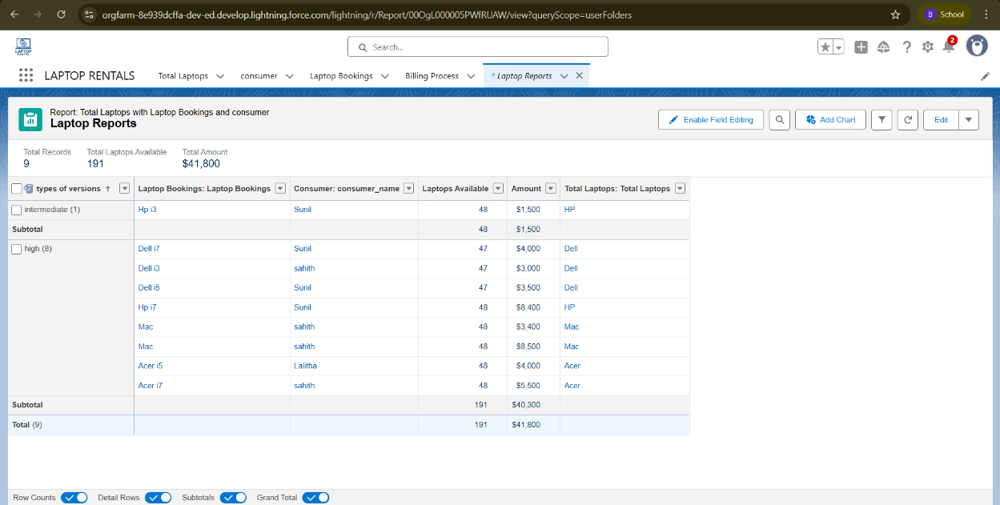 orgfarm-8e939dcffa-dev-ed.develop.lightning.force.com/lightning/r/Report/00OgL000005PWfRUAW/view?queryScope=userFolders
B School
LAPTOP
RENTAL
Search...
2
LAPTOP RENTALS Total Laptops consumer Laptop Bookings Billing Process * Laptop Reports
Report: Total Laptops with Laptop Bookings and consumer
Laptop Reports
Enable Field Editing Add Chart Edit
Total Records Total Laptops Available Total Amount
9 191 $41,800
types of versions ↑ Laptop Bookings: Laptop Bookings Consumer: consumer_name Laptops Available Amount Total Laptops: Total Laptops
intermediate (1) Hp i3 Sunil 48 $1,500 HP
Subtotal 48 $1,500
high (8) Dell i7 Sunil 47 $4,000 Dell
Dell i3 sahith 47 $3,000 Dell
Dell i5 Sunil 47 $3,500 Dell
Hp i7 Sunil 48 $8,400 HP
Mac sahith 48 $3,400 Mac
Mac sahith 48 $8,500 Mac
Acer i5 Lalitha 48 $4,000 Acer
Acer i7 sahith 48 $5,500 Acer
Subtotal 191 $40,300
Total (9) 191 $41,800
Row Counts Detail Rows Subtotals Grand Total